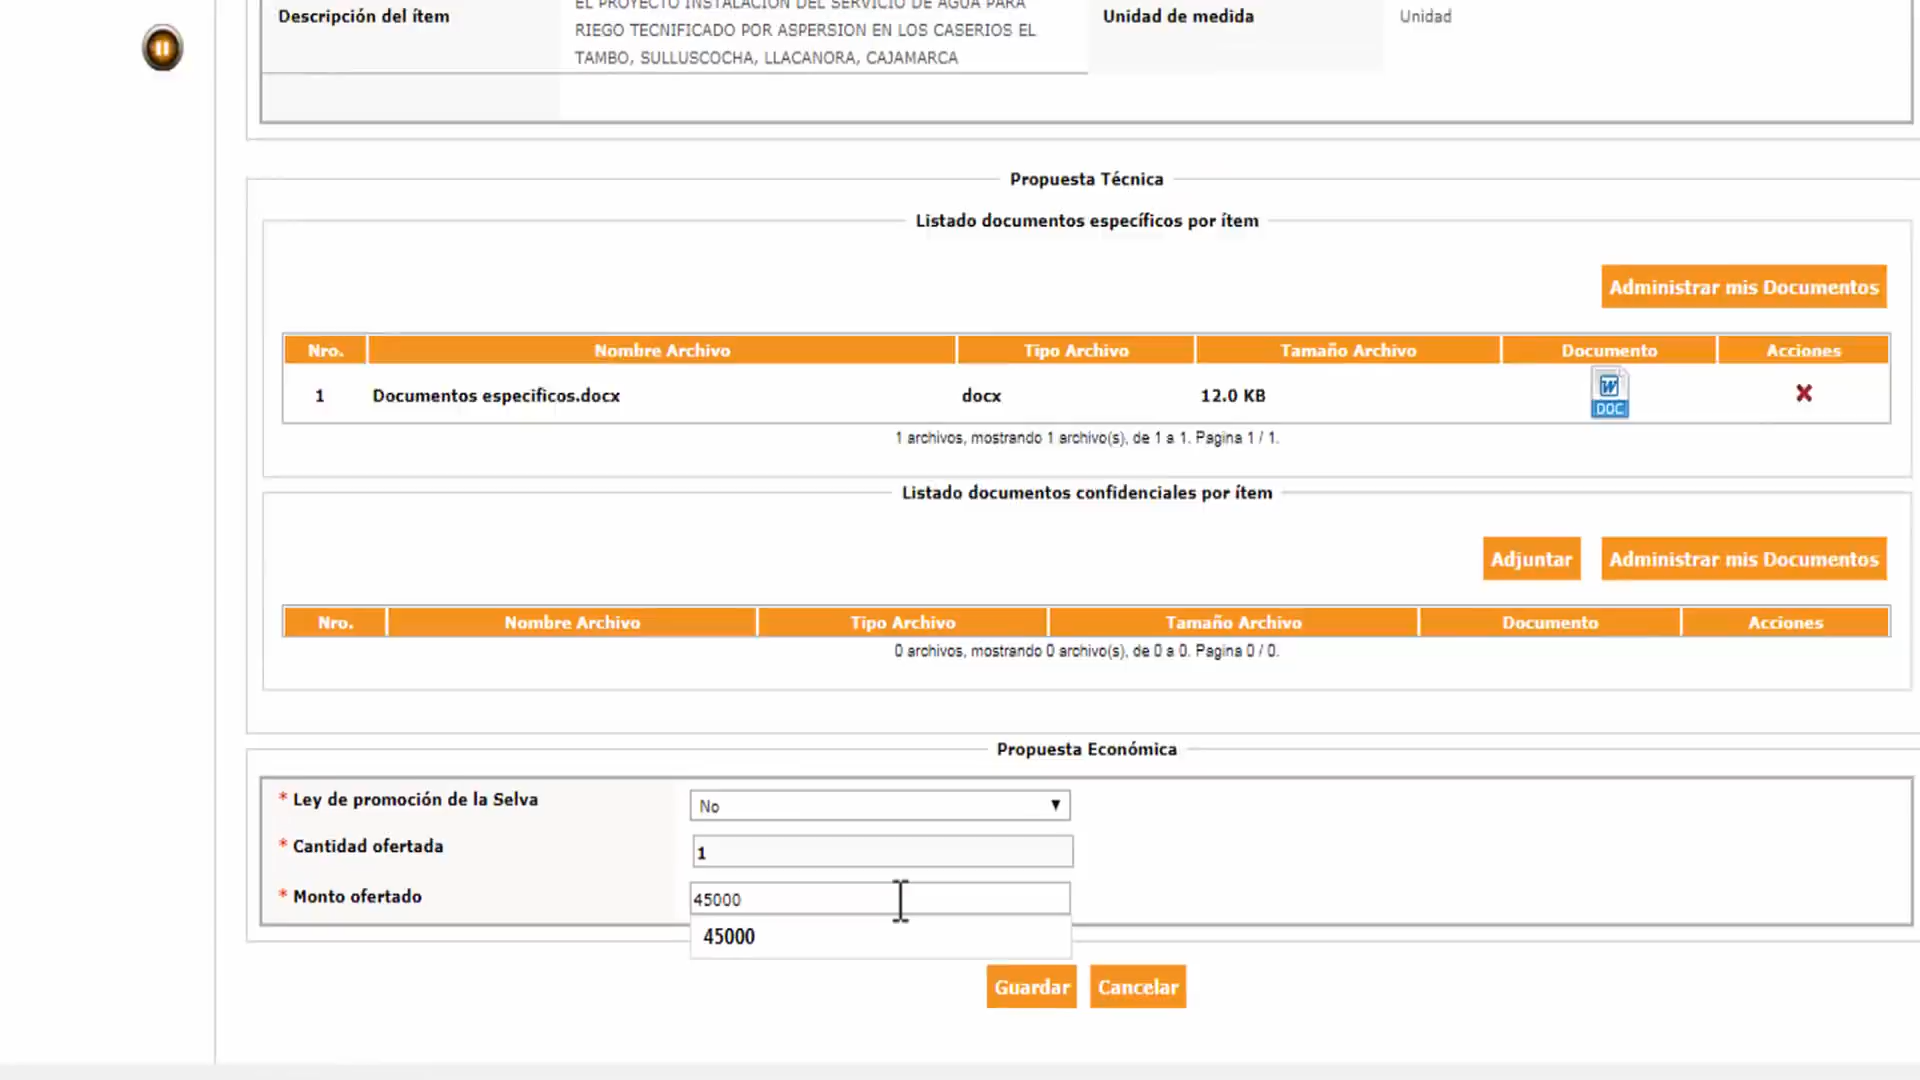 EL PROYECTO INSTALACION DEL SERVICIO DE AGUA PARA
Descripción del ítem
RIEGO TECNIFICADO POR ASPERSION EN LOS CASERIOS EL
TAMBO, SULLUSCOCHA, LLACANORA, CAJAMARCA
Unidad de medida
Unidad
Propuesta Técnica
Listado documentos específicos por ítem
Administrar mis Documentos
Nro. Nombre Archivo Tipo Archivo Tamaño Archivo Documento Acciones
1 Documentos especificos.docx docx 12.0 KB W DOC
1 archivos, mostrando 1 archivo(s), de 1 a 1. Pagina 1 / 1.
Listado documentos confidenciales por ítem
Adjuntar Administrar mis Documentos
Nro. Nombre Archivo Tipo Archivo Tamaño Archivo Documento Acciones
0 archivos, mostrando 0 archivo(s), de 0 a 0. Pagina 0 / 0.
Propuesta Económica
* Ley de promoción de la Selva No
* Cantidad ofertada 1
* Monto ofertado 45000
45000
Guardar Cancelar